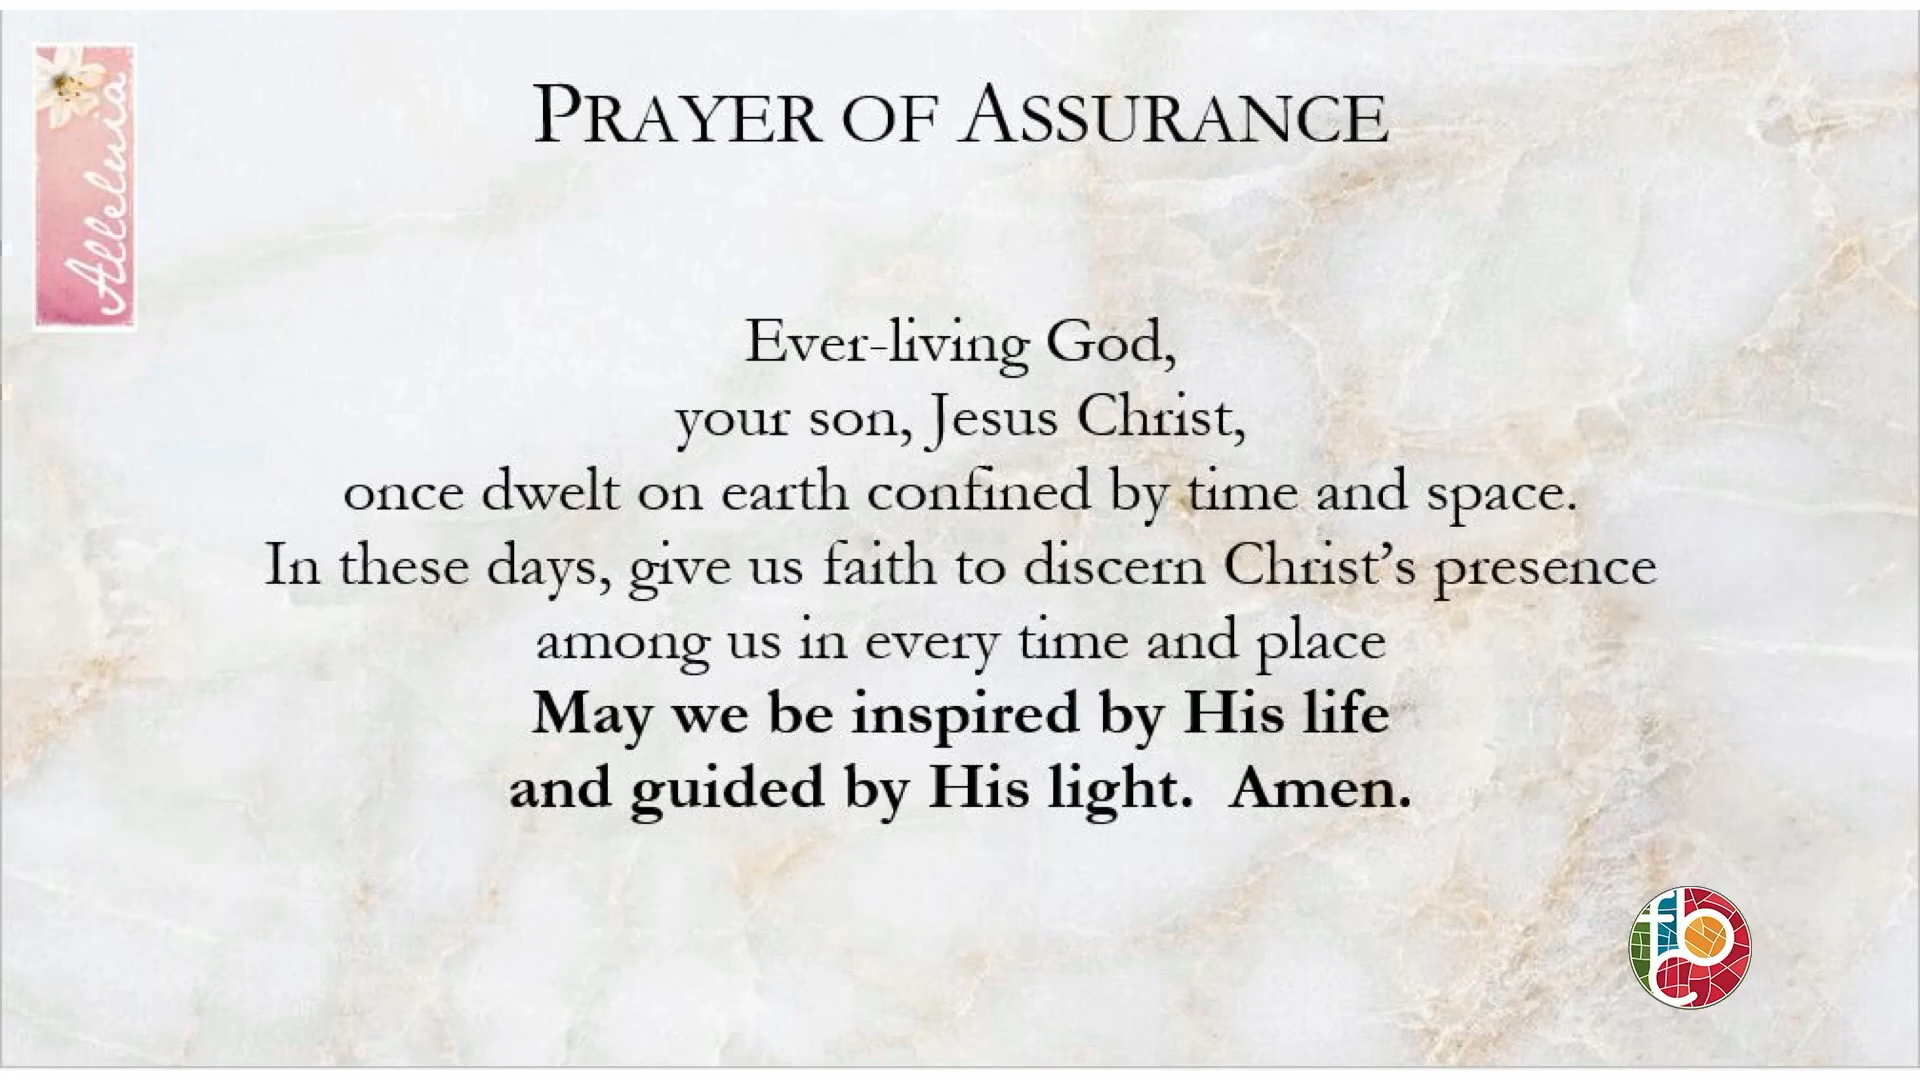 Alleluia
PRAYER OF ASSURANCE
Ever-living God,
your son, Jesus Christ,
once dwelt on earth confined by time and space.
In these days, give us faith to discern Christ’s presence
among us in every time and place
May we be inspired by His life
and guided by His light.  Amen.
fbc